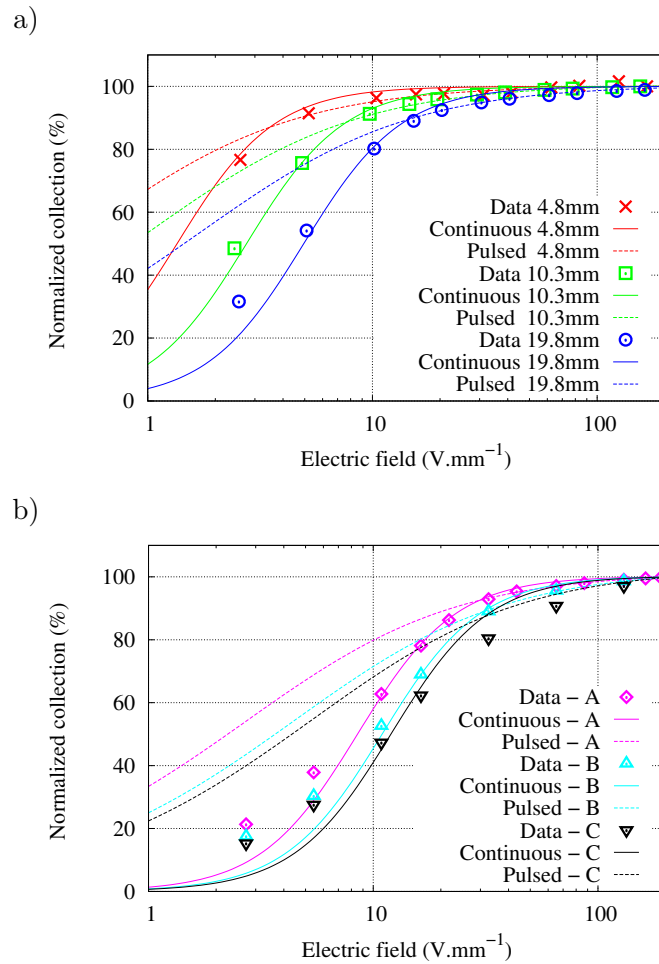 a)
Normalized collection (%)
100
80
60
40
20
0
Data 4.8mm
Continuous 4.8mm
Pulsed 4.8mm
Data 10.3mm
Continuous 10.3mm
Pulsed 10.3mm
Data 19.8mm
Continuous 19.8mm
Pulsed 19.8mm
1 10 100
Electric field (V.mm⁻¹)
b)
Normalized collection (%)
100
80
60
40
20
0
Data − A
Continuous − A
Pulsed − A
Data − B
Continuous − B
Pulsed − B
Data − C
Continuous − C
Pulsed − C
1 10 100
Electric field (V.mm⁻¹)